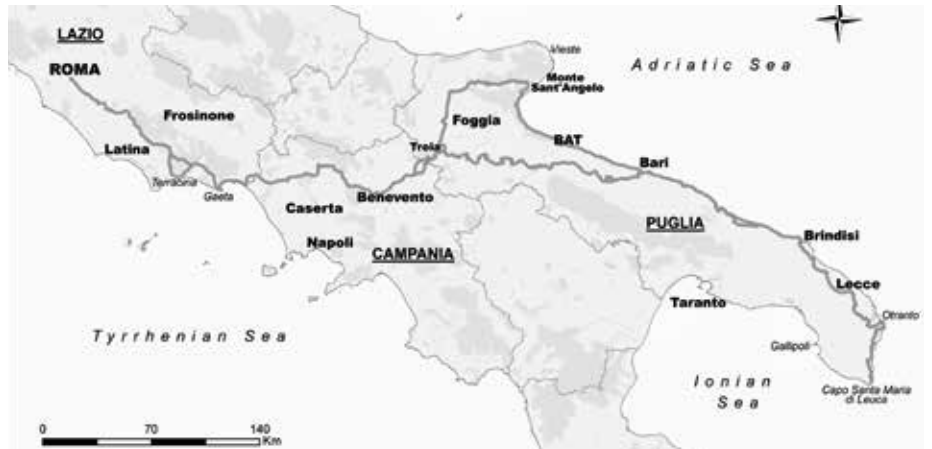 LAZIO
ROMA
Vieste
Adriatic Sea
Monte
Sant'Angelo
Frosinone
Foggia
BAT
Latina
Troia
Bari
Terracina
Gaeta
Benevento
Caserta
PUGLIA
Napoli
CAMPANIA
Brindisi
Lecce
Taranto
Otranto
Tyrrhenian Sea
Gallipoli
Ionian
Sea
Capo Santa Maria
di Leuca
0 70 140
Km